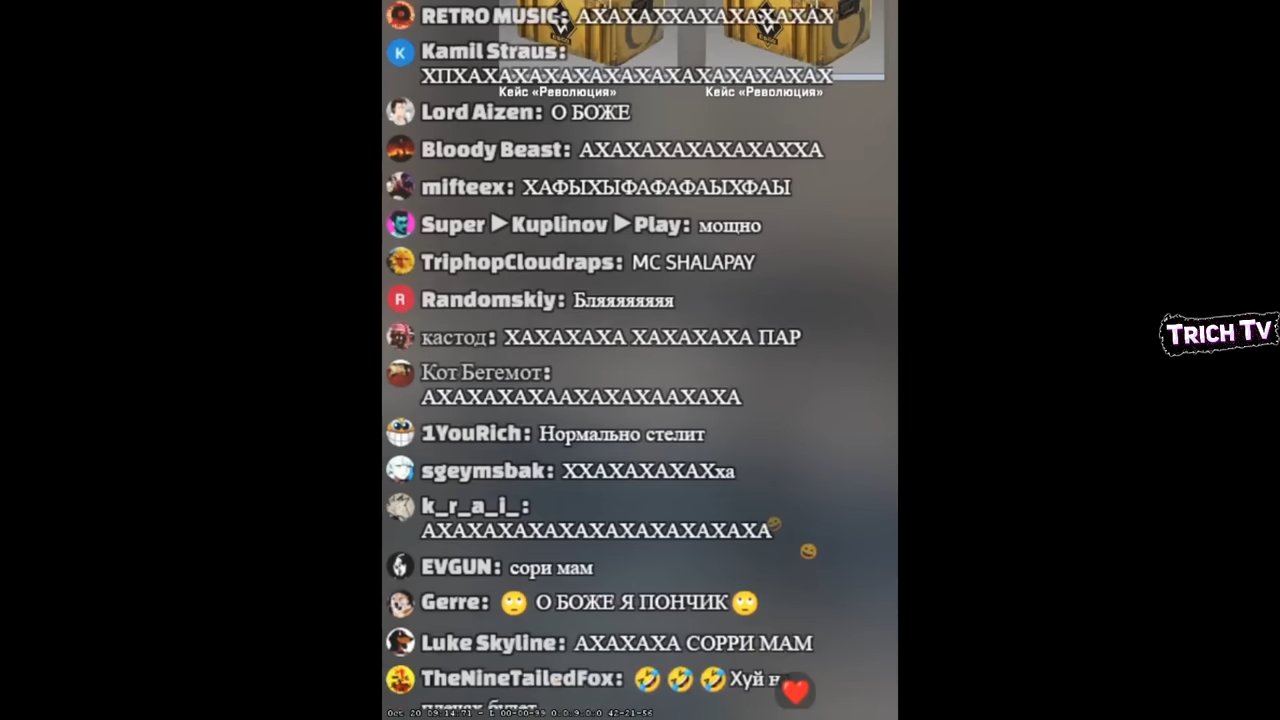 RETRO MUSIC: АХАХАХХАХАХАХАХАХ
Kamil Straus:
ХПХАХАХАХАХАХАХАХАХАХАХАХАХ
Кейс «Революция» Кейс «Революция»
Lord Aizen: О БОЖЕ
Bloody Beast: АХАХАХАХАХАХАХХА
mifteex: ХАФЫХЫФАФАФАЫХФАЫ
Super ▶ Kuplinov ▶ Play: мощно
TriphopCloudraps: MC SHALAPAY
TRICH TV
Randomskiy: Бляяяяяяяя
кастод: ХАХАХАХА ХАХАХАХА ПАР
Кот Бегемот:
АХАХАХАХААХАХАХААХАХА
1YouRich: Нормально стелит
sgeymsbak: ХХАХАХАХАХха
k_r_a_i_:
АХАХАХАХАХАХАХАХАХАХАХА
EVGUN: сори мам
Gerre: 🙄 О БОЖЕ Я ПОНЧИК 🙄
Luke Skyline: АХАХАХА СОРРИ МАМ
TheNineTailedFox: 🤣 🤣 🤣 Хуй